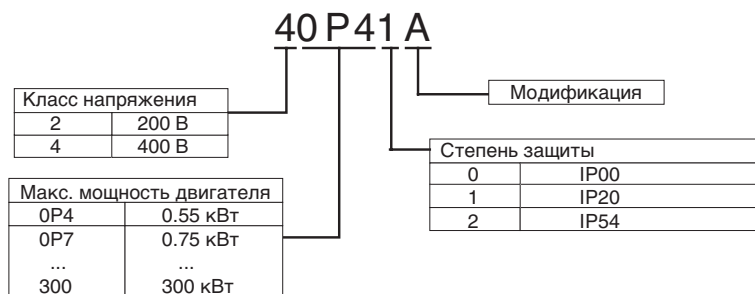 40P41A
Класс напряжения
2 200 В
4 400 В
Модификация
Степень защиты
0 IP00
1 IP20
2 IP54
Макс. мощность двигателя
0P4 0.55 кВт
0P7 0.75 кВт
... ...
300 300 кВт